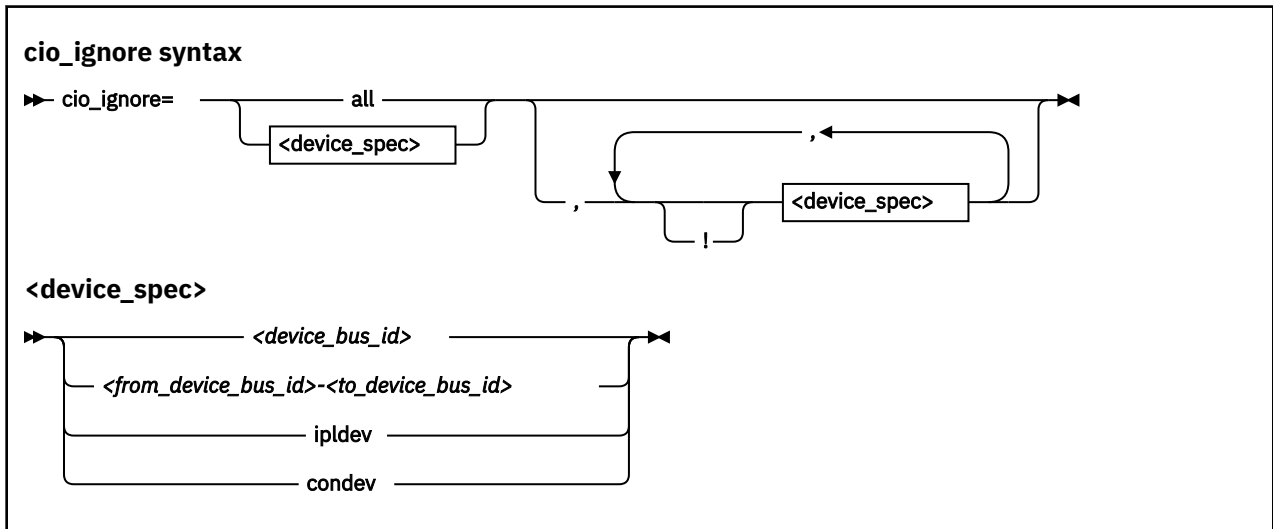 cio_ignore syntax
cio_ignore= all
<device_spec>
,
, <device_spec>
!
<device_spec>
<device_bus_id>
<from_device_bus_id>-<to_device_bus_id>
ipldev
condev